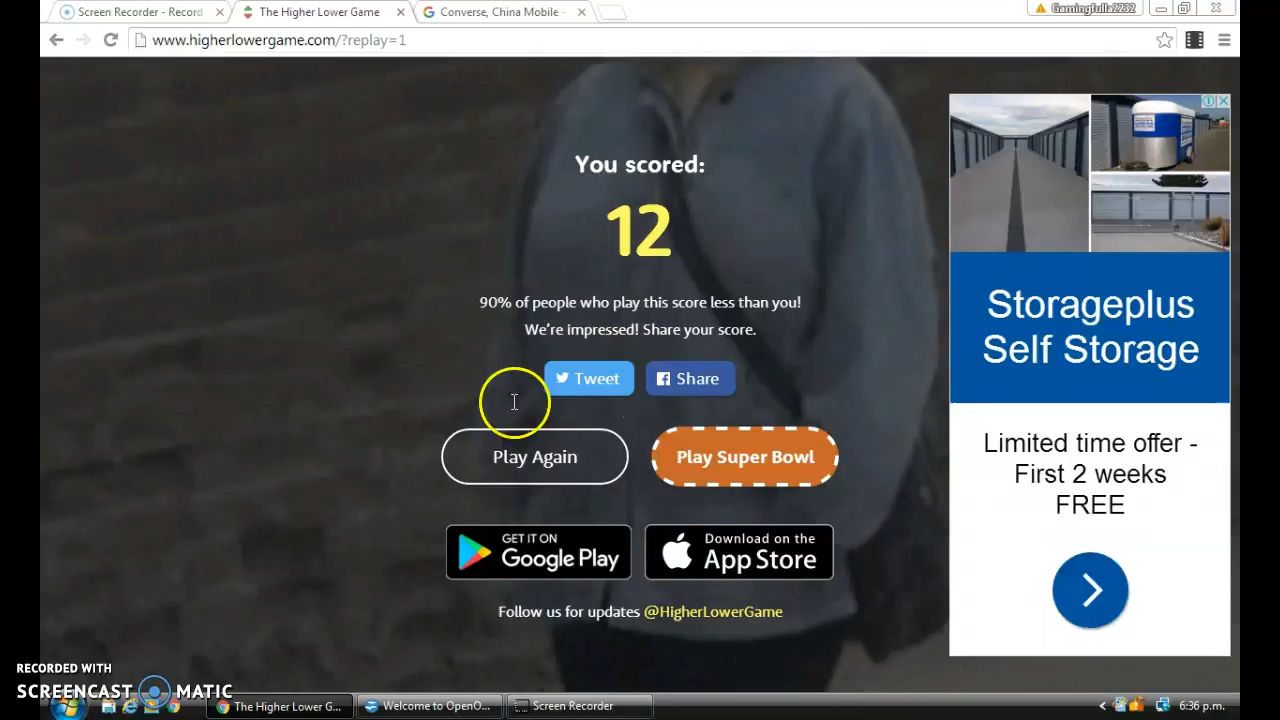 Screen Recorder - Record
The Higher Lower Game
Converse, China Mobile -
Gamingfulla2232
www.higherlowergame.com/?replay=1
You scored:
12
90% of people who play this score less than you!
We're impressed! Share your score.
Tweet
Share
Play Again
Play Super Bowl
GET IT ON
Google Play
Download on the
App Store
Follow us for updates @HigherLowerGame
Storageplus
Self Storage
Limited time offer -
First 2 weeks
FREE
RECORDED WITH
SCREENCAST MATIC
The Higher Lower G...
Welcome to OpenO...
Screen Recorder
6:36 p.m.